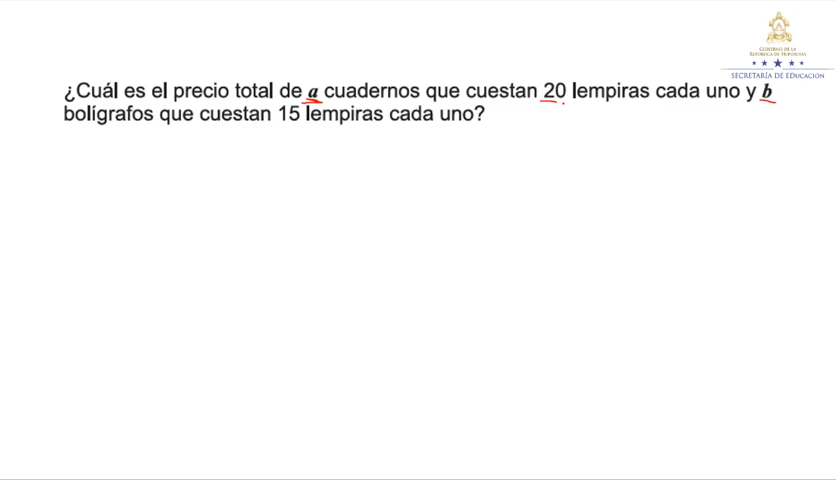 GOBIERNO DE LA
REPÚBLICA DE HONDURAS
SECRETARÍA DE EDUCACIÓN
¿Cuál es el precio total de a cuadernos que cuestan 20 lempiras cada uno y b
bolígrafos que cuestan 15 lempiras cada uno?